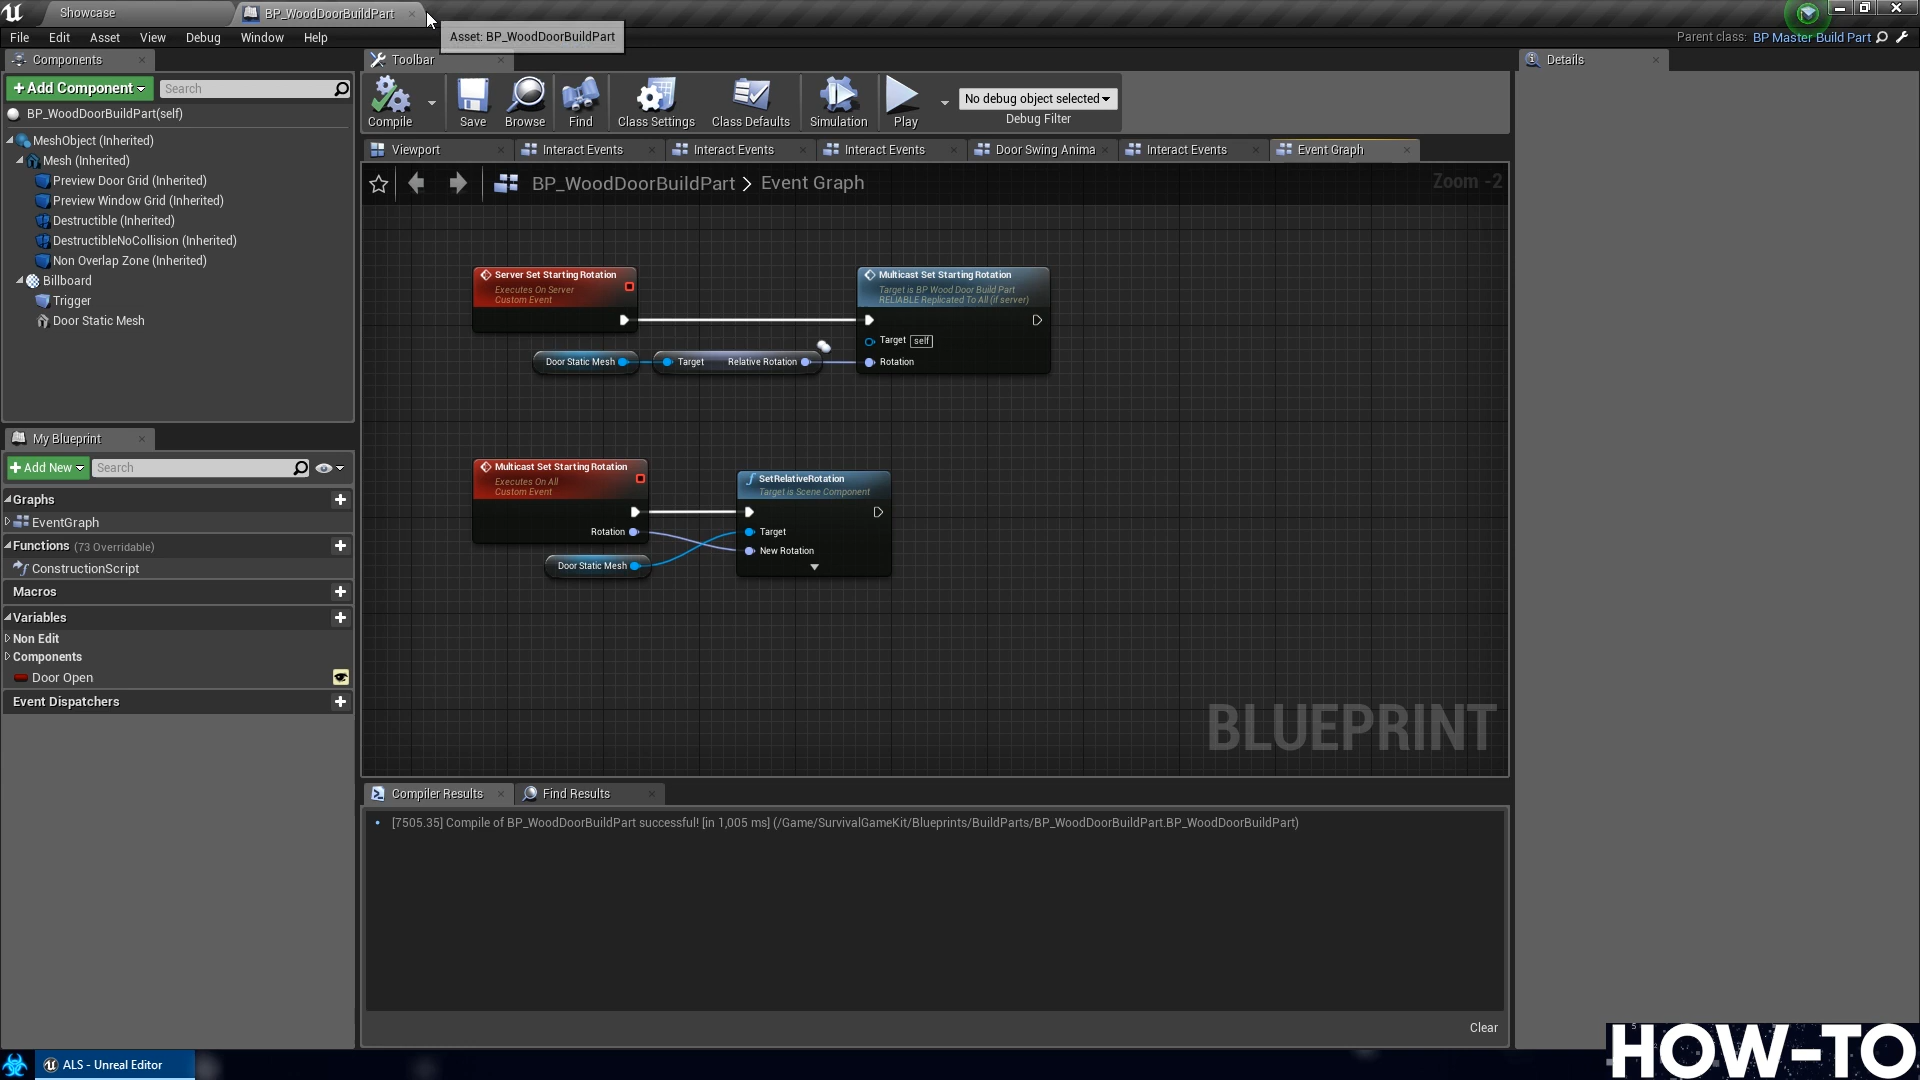 Showcase
BP_WoodDoorBuildPart
Asset: BP_WoodDoorBuildPart
File Edit Asset View Debug Window Help
Parent class: BP Master Build Part
Components
Toolbar
Details
+ Add Component
Search
BP_WoodDoorBuildPart(self)
MeshObject (Inherited)
Mesh (Inherited)
Preview Door Grid (Inherited)
Preview Window Grid (Inherited)
Destructible (Inherited)
DestructibleNoCollision (Inherited)
Non Overlap Zone (Inherited)
Billboard
Trigger
Door Static Mesh
Compile
Save
Browse
Find
Class Settings
Class Defaults
Simulation
Play
No debug object selected
Debug Filter
Viewport
Interact Events
Interact Events
Interact Events
Door Swing Anima
Interact Events
Event Graph
BP_WoodDoorBuildPart > Event Graph
Zoom -2
Server Set Starting Rotation
Executes On Server
Custom Event
Multicast Set Starting Rotation
Target is BP Wood Door Build Part
RELIABLE Replicated To All (if server)
Target self
Rotation
Door Static Mesh
Target Relative Rotation
Multicast Set Starting Rotation
Executes On All
Custom Event
Rotation
Door Static Mesh
SetRelativeRotation
Target is Scene Component
Target
New Rotation
BLUEPRINT
My Blueprint
+ Add New
Search
Graphs
EventGraph
Functions (73 Overridable)
ConstructionScript
Macros
Variables
Non Edit
Components
Door Open
Event Dispatchers
Compiler Results
Find Results
[7505.35] Compile of BP_WoodDoorBuildPart successful! [in 1,005 ms] (/Game/SurvivalGameKit/Blueprints/BuildParts/BP_WoodDoorBuildPart.BP_WoodDoorBuildPart)
Clear
ALS - Unreal Editor
HOW-TO